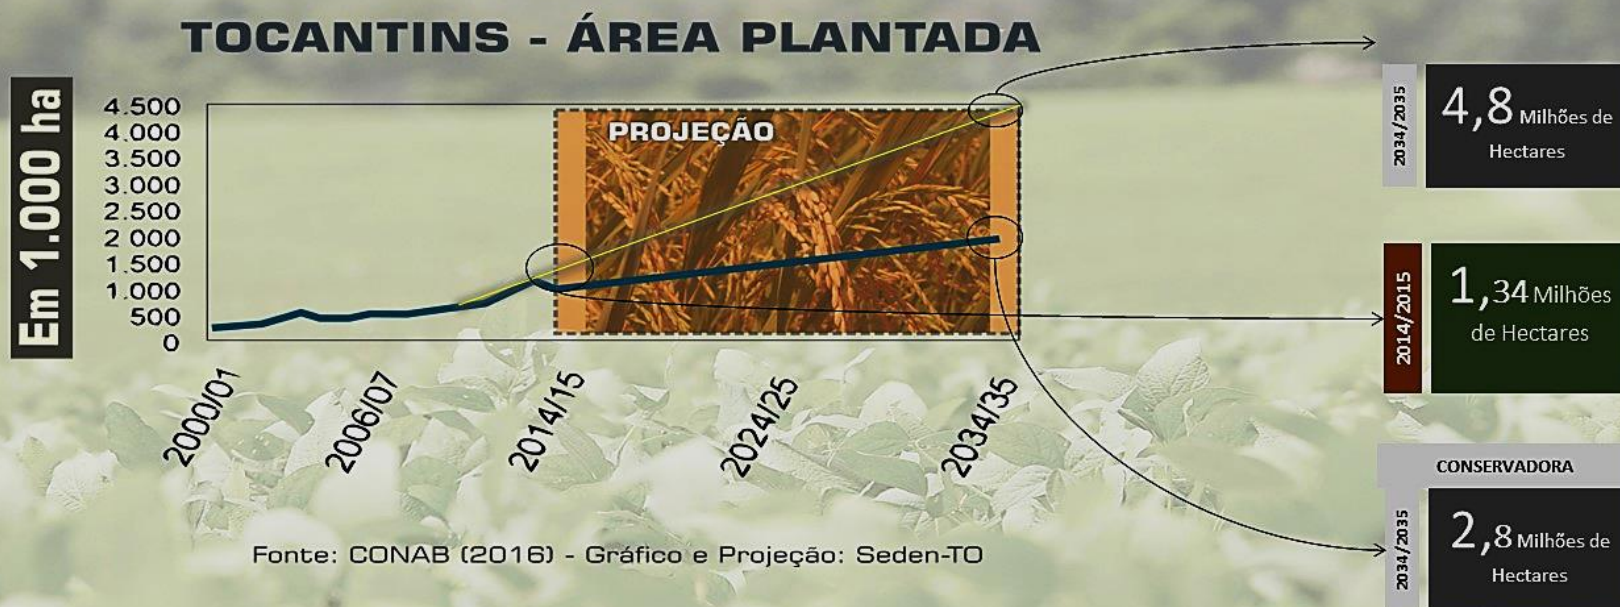 TOCANTINS - ÁREA PLANTADA
Em 1.000 ha
4.500
4.000
3.500
3.000
2.500
2 000
1.500
1.000
500
0
PROJEÇÃO
2000/01
2006/07
2014/15
2024/25
2034/35
Fonte: CONAB (2016) - Gráfico e Projeção: Seden-TO
2034/2035
4,8 Milhões de
Hectares
2014/2015
1,34 Milhões
de Hectares
CONSERVADORA
2034/2035
2,8 Milhões de
Hectares